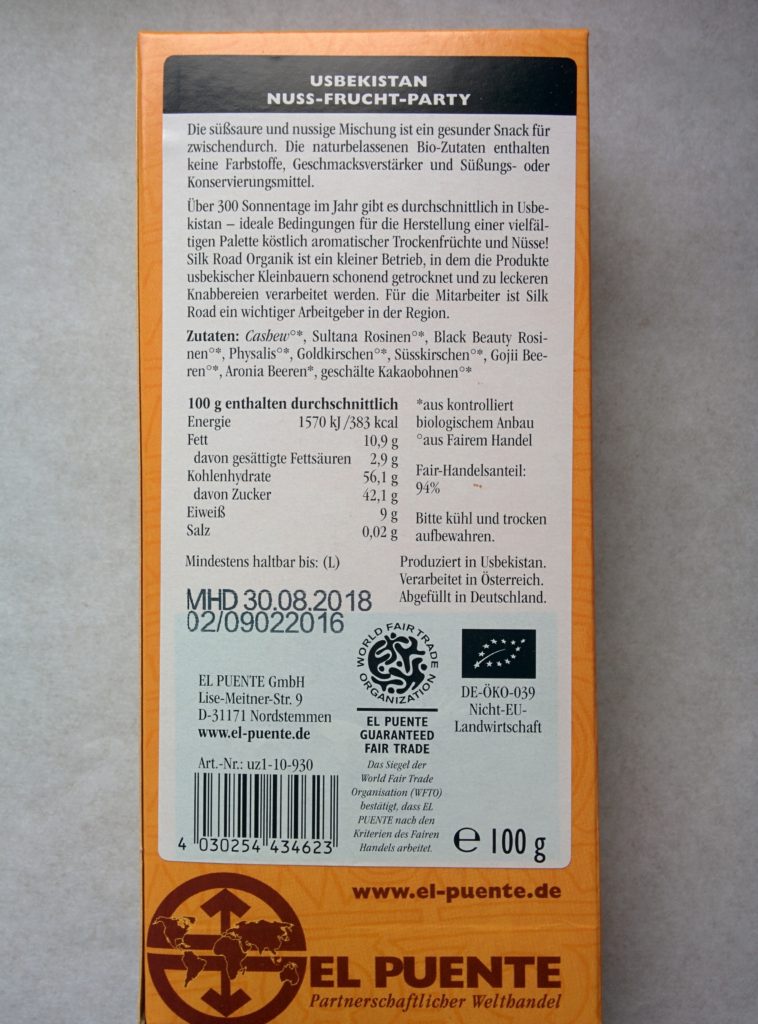 USBEKISTAN
NUSS-FRUCHT-PARTY
Die süßsaure und nussige Mischung ist ein gesunder Snack für
zwischendurch. Die naturbelassenen Bio-Zutaten enthalten
keine Farbstoffe, Geschmacksverstärker und Süßungs- oder
Konservierungsmittel.
Über 300 Sonnentage im Jahr gibt es durchschnittlich in Usbe-
kistan – ideale Bedingungen für die Herstellung einer vielfäl-
tigen Palette köstlich aromatischer Trockenfrüchte und Nüsse!
Silk Road Organik ist ein kleiner Betrieb, in dem die Produkte
usbekischer Kleinbauern schonend getrocknet und zu leckeren
Knabbereien verarbeitet werden. Für die Mitarbeiter ist Silk
Road ein wichtiger Arbeitgeber in der Region.
Zutaten: Cashew°*, Sultana Rosinen°*, Black Beauty Rosi-
nen°*, Physalis°*, Goldkirschen°*, Süsskirschen°*, Gojii Bee-
ren°*, Aronia Beeren*, geschälte Kakaobohnen°*
100 g enthalten durchschnittlich
Energie 1570 kJ/383 kcal
Fett 10,9 g
davon gesättigte Fettsäuren 2,9 g
Kohlenhydrate 56,1 g
davon Zucker 42,1 g
Eiweiß 9 g
Salz 0,02 g
*aus kontrolliert
biologischem Anbau
°aus Fairem Handel
Fair-Handelsanteil:
94%
Bitte kühl und trocken
aufbewahren.
Mindestens haltbar bis: (L)
MHD 30.08.2018
02/09022016
Produziert in Usbekistan.
Verarbeitet in Österreich.
Abgefüllt in Deutschland.
EL PUENTE GmbH
Lise-Meitner-Str. 9
D-31171 Nordstemmen
www.el-puente.de
Art.-Nr.: uz1-10-930
4 030254 434623
WORLD FAIR TRADE
ORGANIZATION
EL PUENTE
GUARANTEED
FAIR TRADE
Das Siegel der
World Fair Trade
Organisation (WFTO)
bestätigt, dass EL
PUENTE nach den
Kriterien des Fairen
Handels arbeitet.
DE-ÖKO-039
Nicht-EU-
Landwirtschaft
℮ 100 g
www.el-puente.de
EL PUENTE
Partnerschaftlicher Welthandel